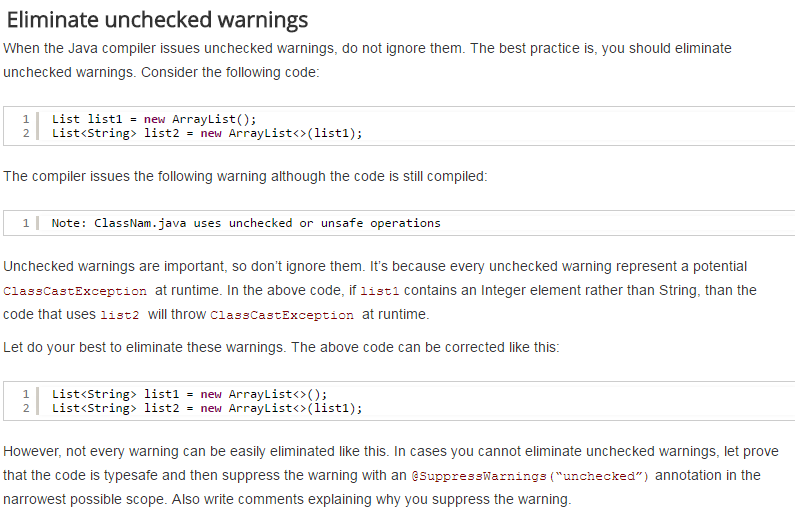 Eliminate unchecked warnings
When the Java compiler issues unchecked warnings, do not ignore them. The best practice is, you should eliminate
unchecked warnings. Consider the following code:
1 List list1 = new ArrayList();
2 List<String> list2 = new ArrayList<>(list1);
The compiler issues the following warning although the code is still compiled:
1 Note: ClassNam.java uses unchecked or unsafe operations
Unchecked warnings are important, so don't ignore them. It's because every unchecked warning represent a potential
ClassCastException at runtime. In the above code, if list1 contains an Integer element rather than String, than the
code that uses list2 will throw ClassCastException at runtime.
Let do your best to eliminate these warnings. The above code can be corrected like this:
1 List<String> list1 = new ArrayList<>();
2 List<String> list2 = new ArrayList<>(list1);
However, not every warning can be easily eliminated like this. In cases you cannot eliminate unchecked warnings, let prove
that the code is typesafe and then suppress the warning with an @SuppressWarnings(“unchecked”) annotation in the
narrowest possible scope. Also write comments explaining why you suppress the warning.